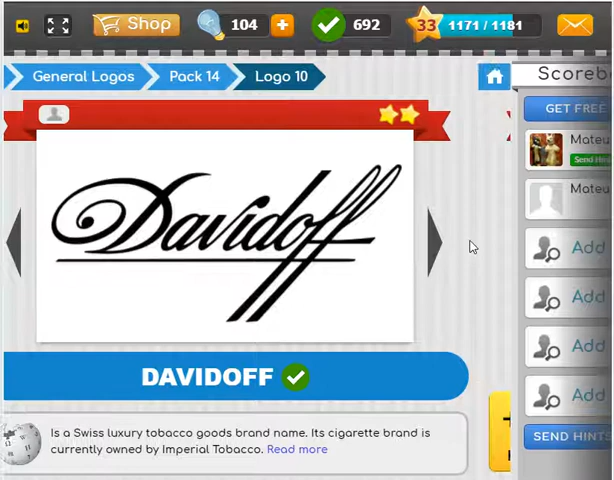 Shop 104 692 33 1171 / 1181
General Logos Pack 14 Logo 10
GET FREE
Mateu
Mateu
Add
Add
Add
Add
SEND HINTS
Davidoff
DAVIDOFF
Is a Swiss luxury tobacco goods brand name. Its cigarette brand is
currently owned by Imperial Tobacco. Read more